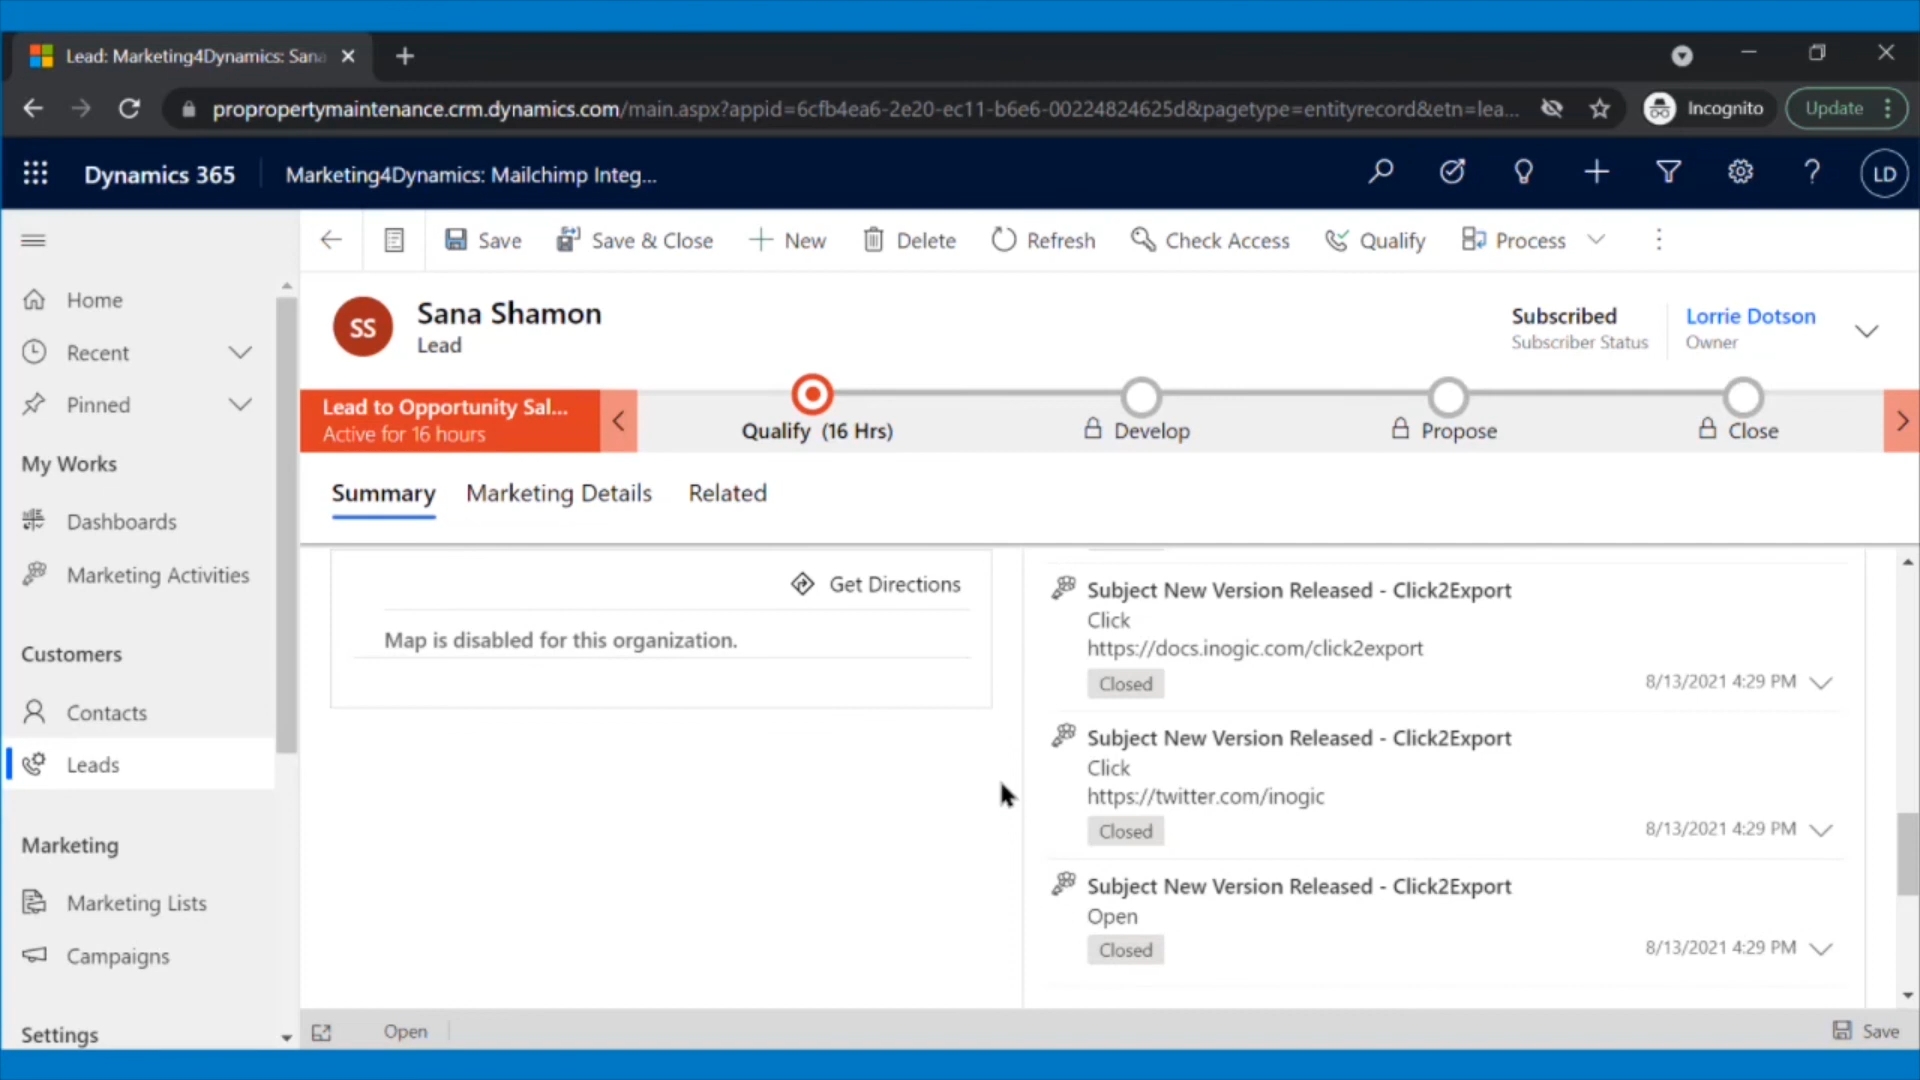 Lead: Marketing4Dynamics: Sana
propropertymaintenance.crm.dynamics.com/main.aspx?appid=6cfb4ea6-2e20-ec11-b6e6-00224824625d&pagetype=entityrecord&etn=lea...
Incognito
Update
Dynamics 365
Marketing4Dynamics: Mailchimp Integ...
LD
Save
Save & Close
New
Delete
Refresh
Check Access
Qualify
Process
Home
Recent
Pinned
My Works
Dashboards
Marketing Activities
Customers
Contacts
Leads
Marketing
Marketing Lists
Campaigns
Settings
SS
Sana Shamon
Lead
Subscribed
Subscriber Status
Lorrie Dotson
Owner
Lead to Opportunity Sal...
Active for 16 hours
Qualify (16 Hrs)
Develop
Propose
Close
Summary
Marketing Details
Related
Get Directions
Map is disabled for this organization.
Subject New Version Released - Click2Export
Click
https://docs.inogic.com/click2export
Closed
8/13/2021 4:29 PM
Subject New Version Released - Click2Export
Click
https://twitter.com/inogic
Closed
8/13/2021 4:29 PM
Subject New Version Released - Click2Export
Open
Closed
8/13/2021 4:29 PM
Open
Save